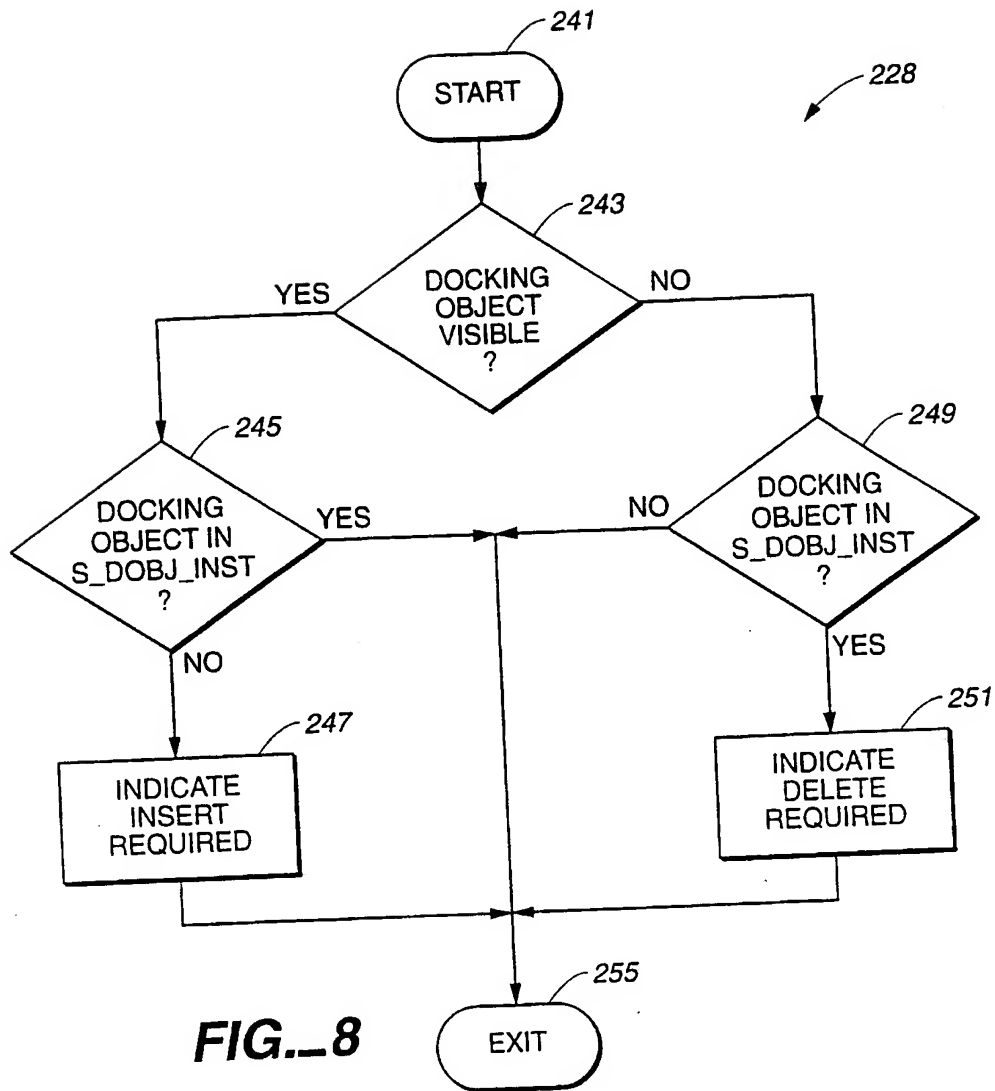 241
START
228
243
DOCKING
OBJECT
VISIBLE
?
YES
NO
245
DOCKING
OBJECT IN
S_DOBJ_INST
?
YES
NO
249
DOCKING
OBJECT IN
S_DOBJ_INST
?
NO
YES
247
INDICATE
INSERT
REQUIRED
251
INDICATE
DELETE
REQUIRED
255
EXIT
FIG._8